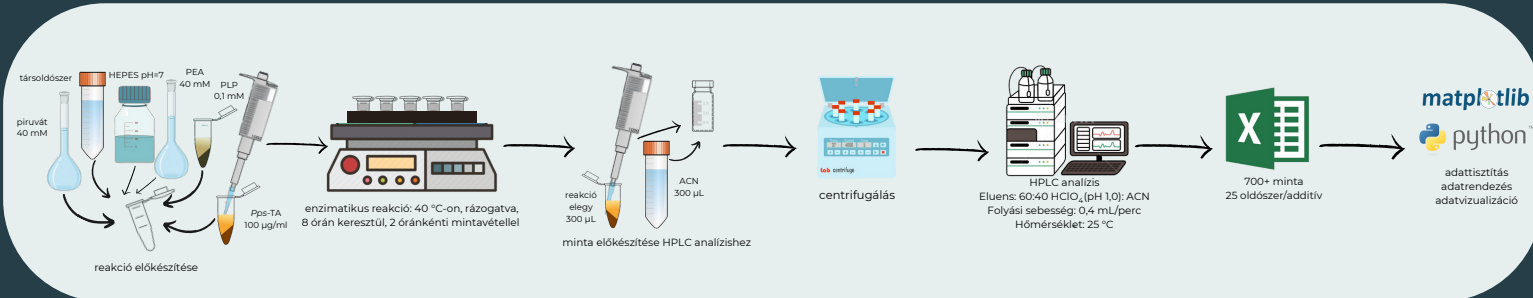 társoldószer
HEPES pH=7
PEA
40 mM
PLP
0,1 mM
piruvát
40 mM
Pps-TA
100 µg/ml
reakció előkészítése
enzimatikus reakció: 40 °C-on, rázogatva,
8 órán keresztül, 2 óránkénti mintavétellel
reakció
elegy
300 µL
ACN
300 µL
minta előkészítése HPLC analízishez
lab centrifuge
centrifugálás
HPLC analízis
Eluens: 60:40 HClO₄(pH 1,0): ACN
Folyási sebesség: 0,4 mL/perc
Hőmérséklet: 25 °C
X
700+ minta
25 oldószer/additív
matplotlib
python™
adattisztítás
adatrendezés
adatvizualizáció